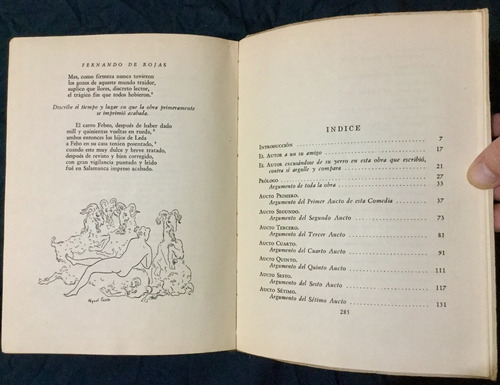 FERNANDO DE ROJAS
Mas, como firmeza nunca tuvieron
los gozos de aqueste mundo traidor,
suplico que llores, discreto lector,
el trágico fin que todos hobieron.⁸
Describe el tiempo y lugar en que la obra primeramente
se imprimió acabada.
El carro Febeo, después de haber dado
mill y quinientas vueltas en rueda,⁹
ambos entonces los hijos de Leda
a Febo en su casa tenien posentado,
cuando este muy dulce y breve tratado,
después de revisto y bien corregido,
con gran vigilancia puntado y leído
fué en Salamanca impreso acabado.
INDICE
INTRODUCCIÓN 7
EL AUTOR A UN SU AMIGO 17
EL AUTOR EXCUSÁNDOSE DE SU YERRO EN ESTA OBRA QUE ESCRIBIÓ,
CONTRA SÍ ARGULLE Y COMPARA 21
PRÓLOGO 27
Argumento de toda la obra 33
AUCTO PRIMERO.
Argumento del Primer Aucto de esta Comedia 37
AUCTO SEGUNDO.
Argumento del Segundo Aucto 73
AUCTO TERCERO.
Argumento del Tercer Aucto 81
AUCTO CUARTO.
Argumento del Cuarto Aucto 91
AUCTO QUINTO.
Argumento del Quinto Aucto 111
AUCTO SEXTO.
Argumento del Sexto Aucto 117
AUCTO SÉTIMO.
Argumento del Sétimo Aucto 131
285